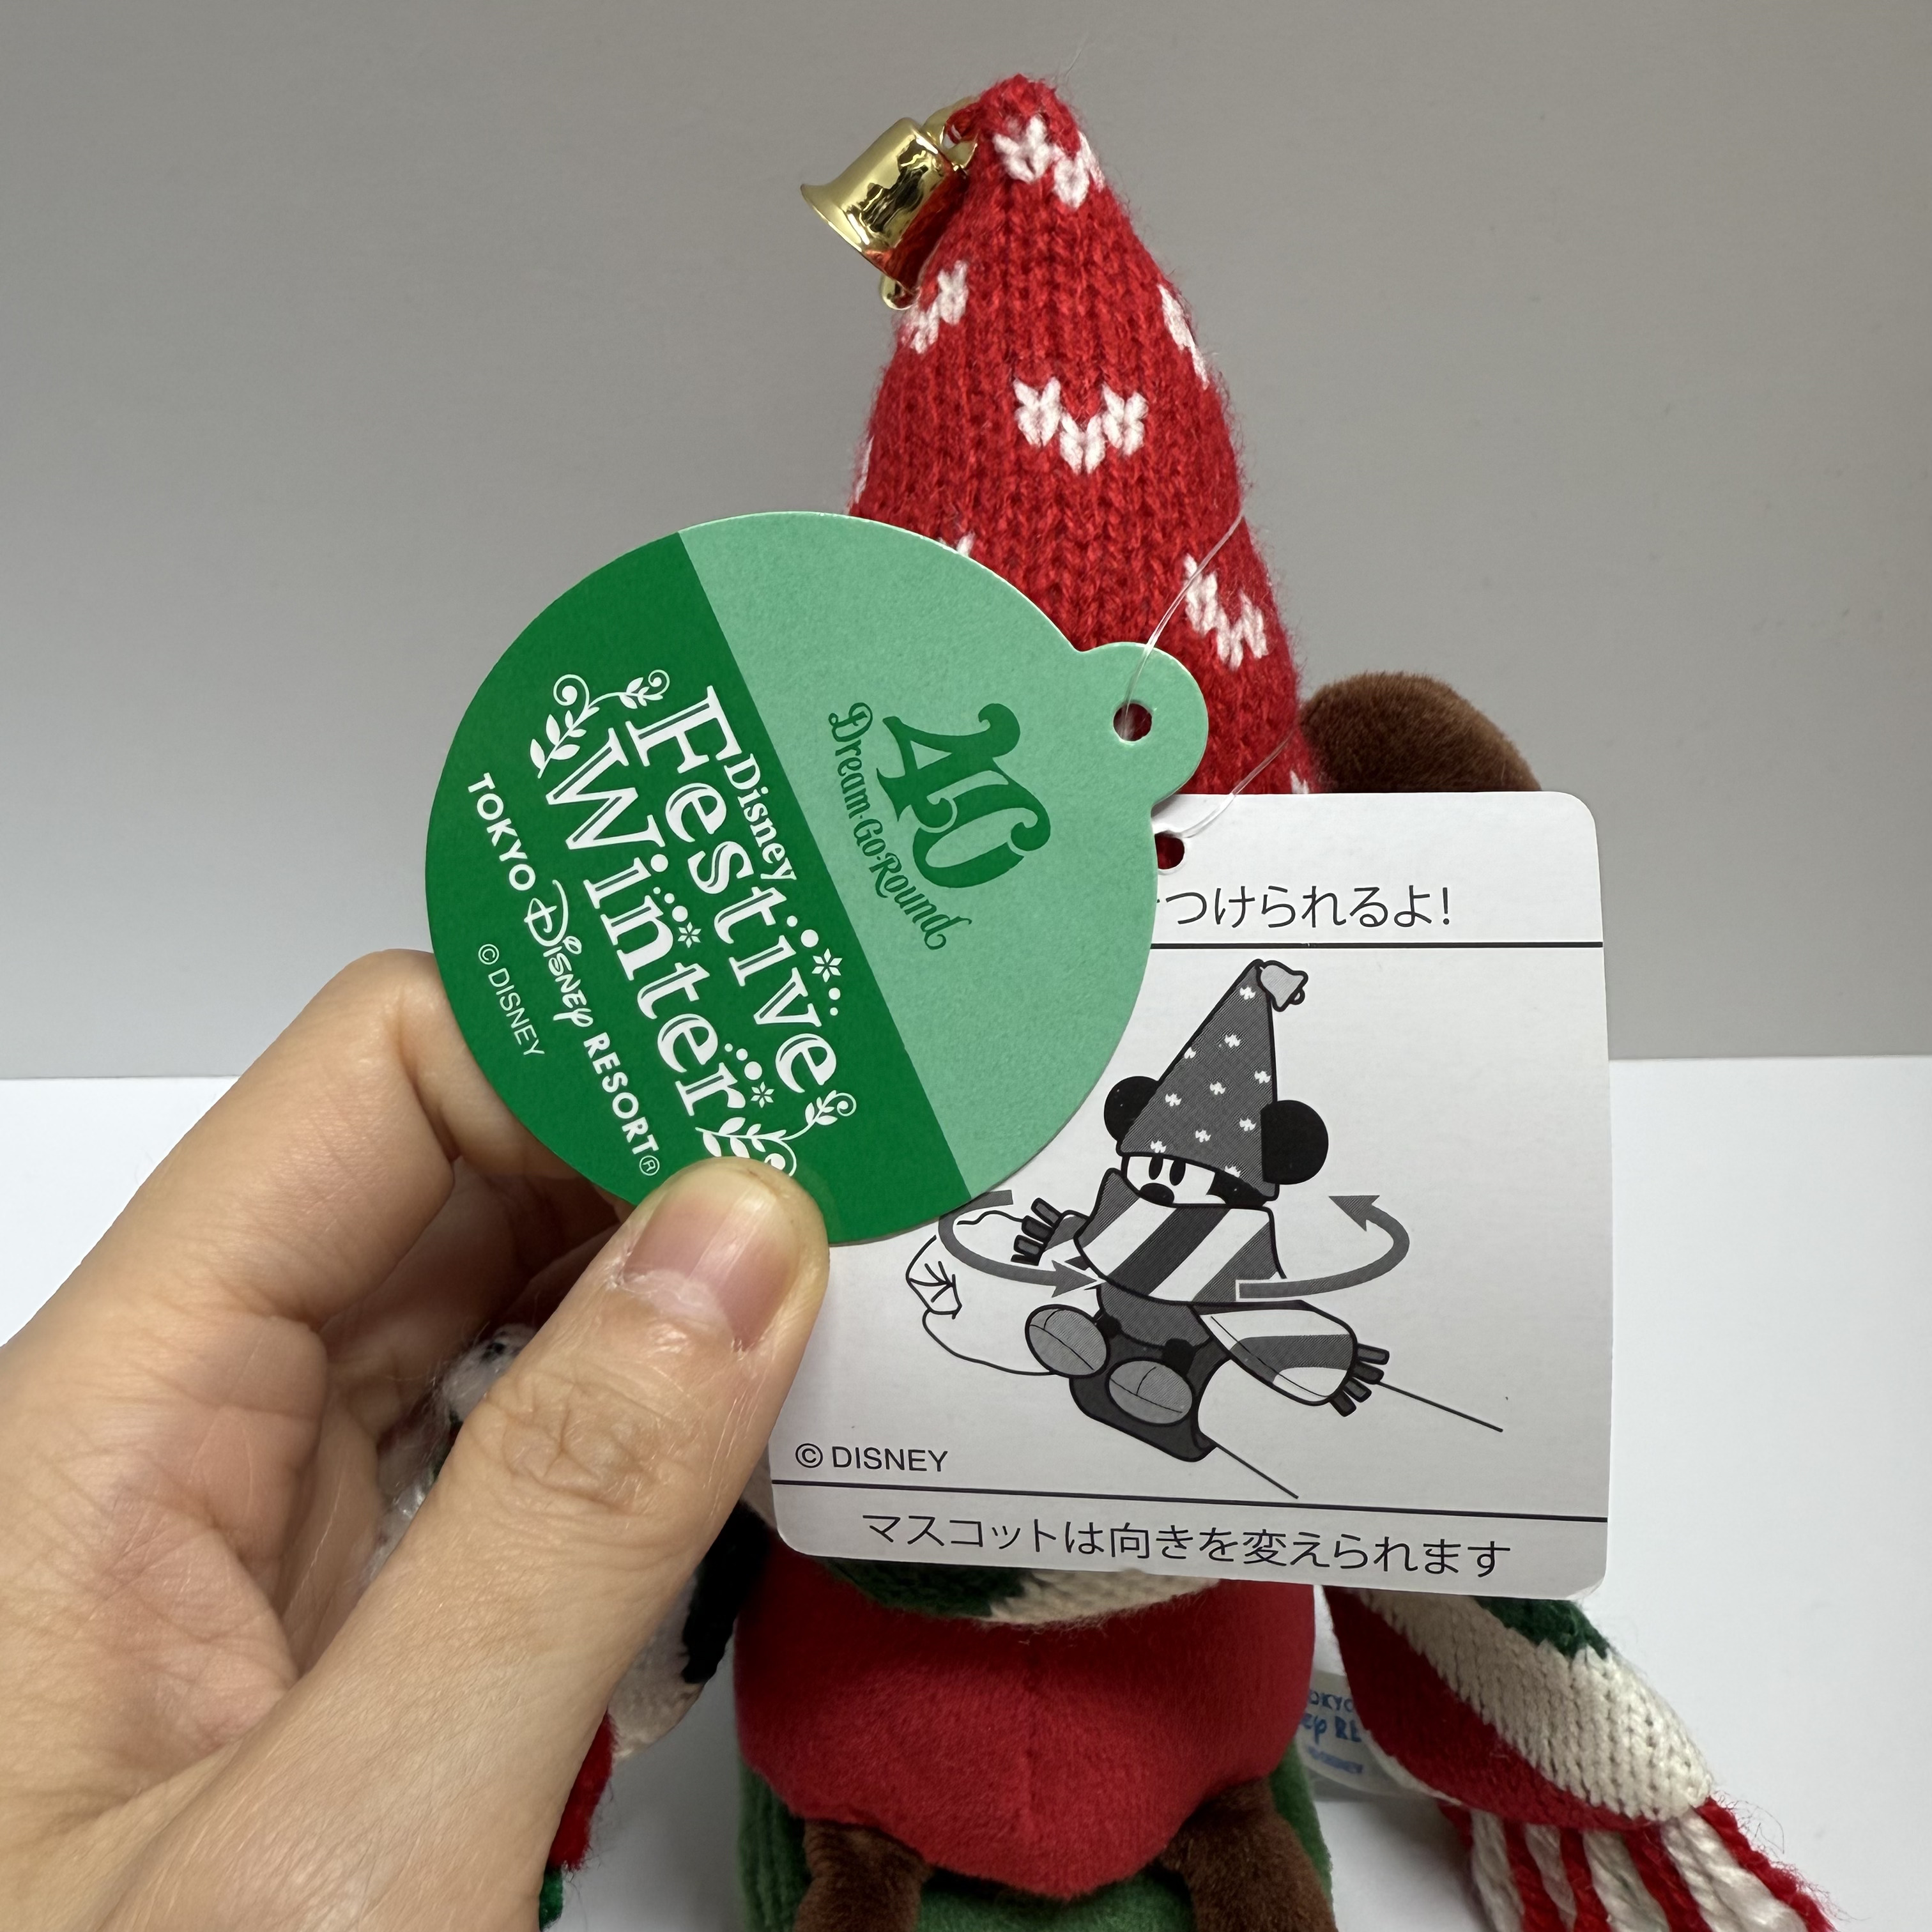 40
Dream-Go-Round
Disney
Festive
Winter
TOKYO DISNEY RESORT®
© DISNEY
つけられるよ!
© DISNEY
マスコットは向きを変えられます